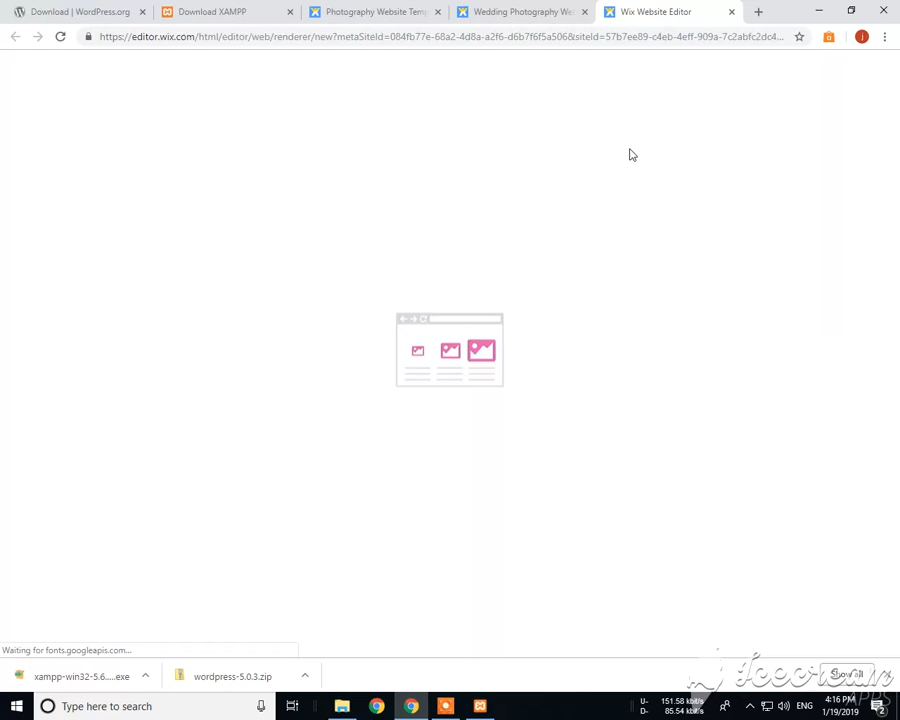 Download | WordPress.org
Download XAMPP
Photography Website Temp
Wedding Photography We
Wix Website Editor
https://editor.wix.com/html/editor/web/renderer/new?metaSiteId=084fb77e-68a2-4d8a-a2f6-d6b7f6f5a506&siteId=57b7ee89-c4eb-4eff-909a-7c2abfc2dc4...
j
Waiting for fonts.googleapis.com...
xampp-win32-5.6....exe
wordpress-5.0.3.zip
Show all
Icecream
APPS
Type here to search
U- 151.58 kbit/s
D- 85.54 kbit/s
ENG
4:16 PM
1/19/2019
2